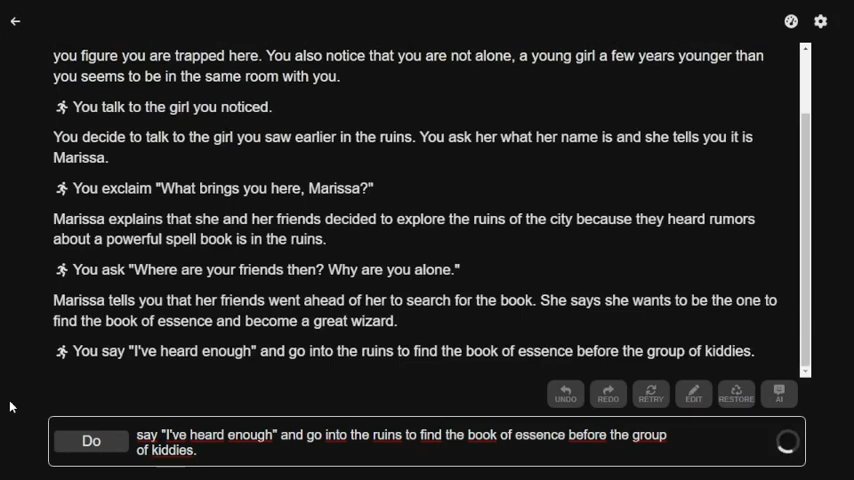 you figure you are trapped here. You also notice that you are not alone, a young girl a few years younger than
you seems to be in the same room with you.
You talk to the girl you noticed.
You decide to talk to the girl you saw earlier in the ruins. You ask her what her name is and she tells you it is
Marissa.
You exclaim "What brings you here, Marissa?"
Marissa explains that she and her friends decided to explore the ruins of the city because they heard rumors
about a powerful spell book is in the ruins.
You ask "Where are your friends then? Why are you alone."
Marissa tells you that her friends went ahead of her to search for the book. She says she wants to be the one to
find the book of essence and become a great wizard.
You say "I've heard enough" and go into the ruins to find the book of essence before the group of kiddies.
UNDO REDO RETRY EDIT RESTORE AI
Do say "I've heard enough" and go into the ruins to find the book of essence before the group
of kiddies.